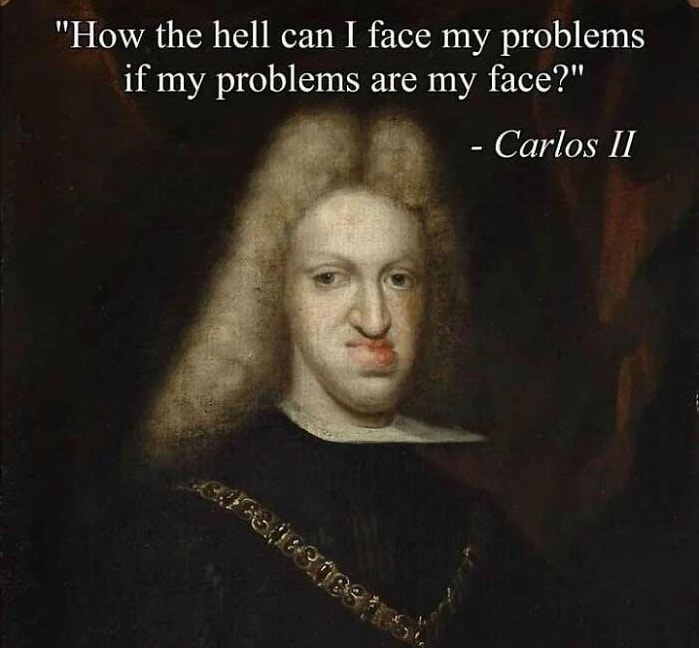 "How the hell can I face my problems
if my problems are my face?"
- Carlos II